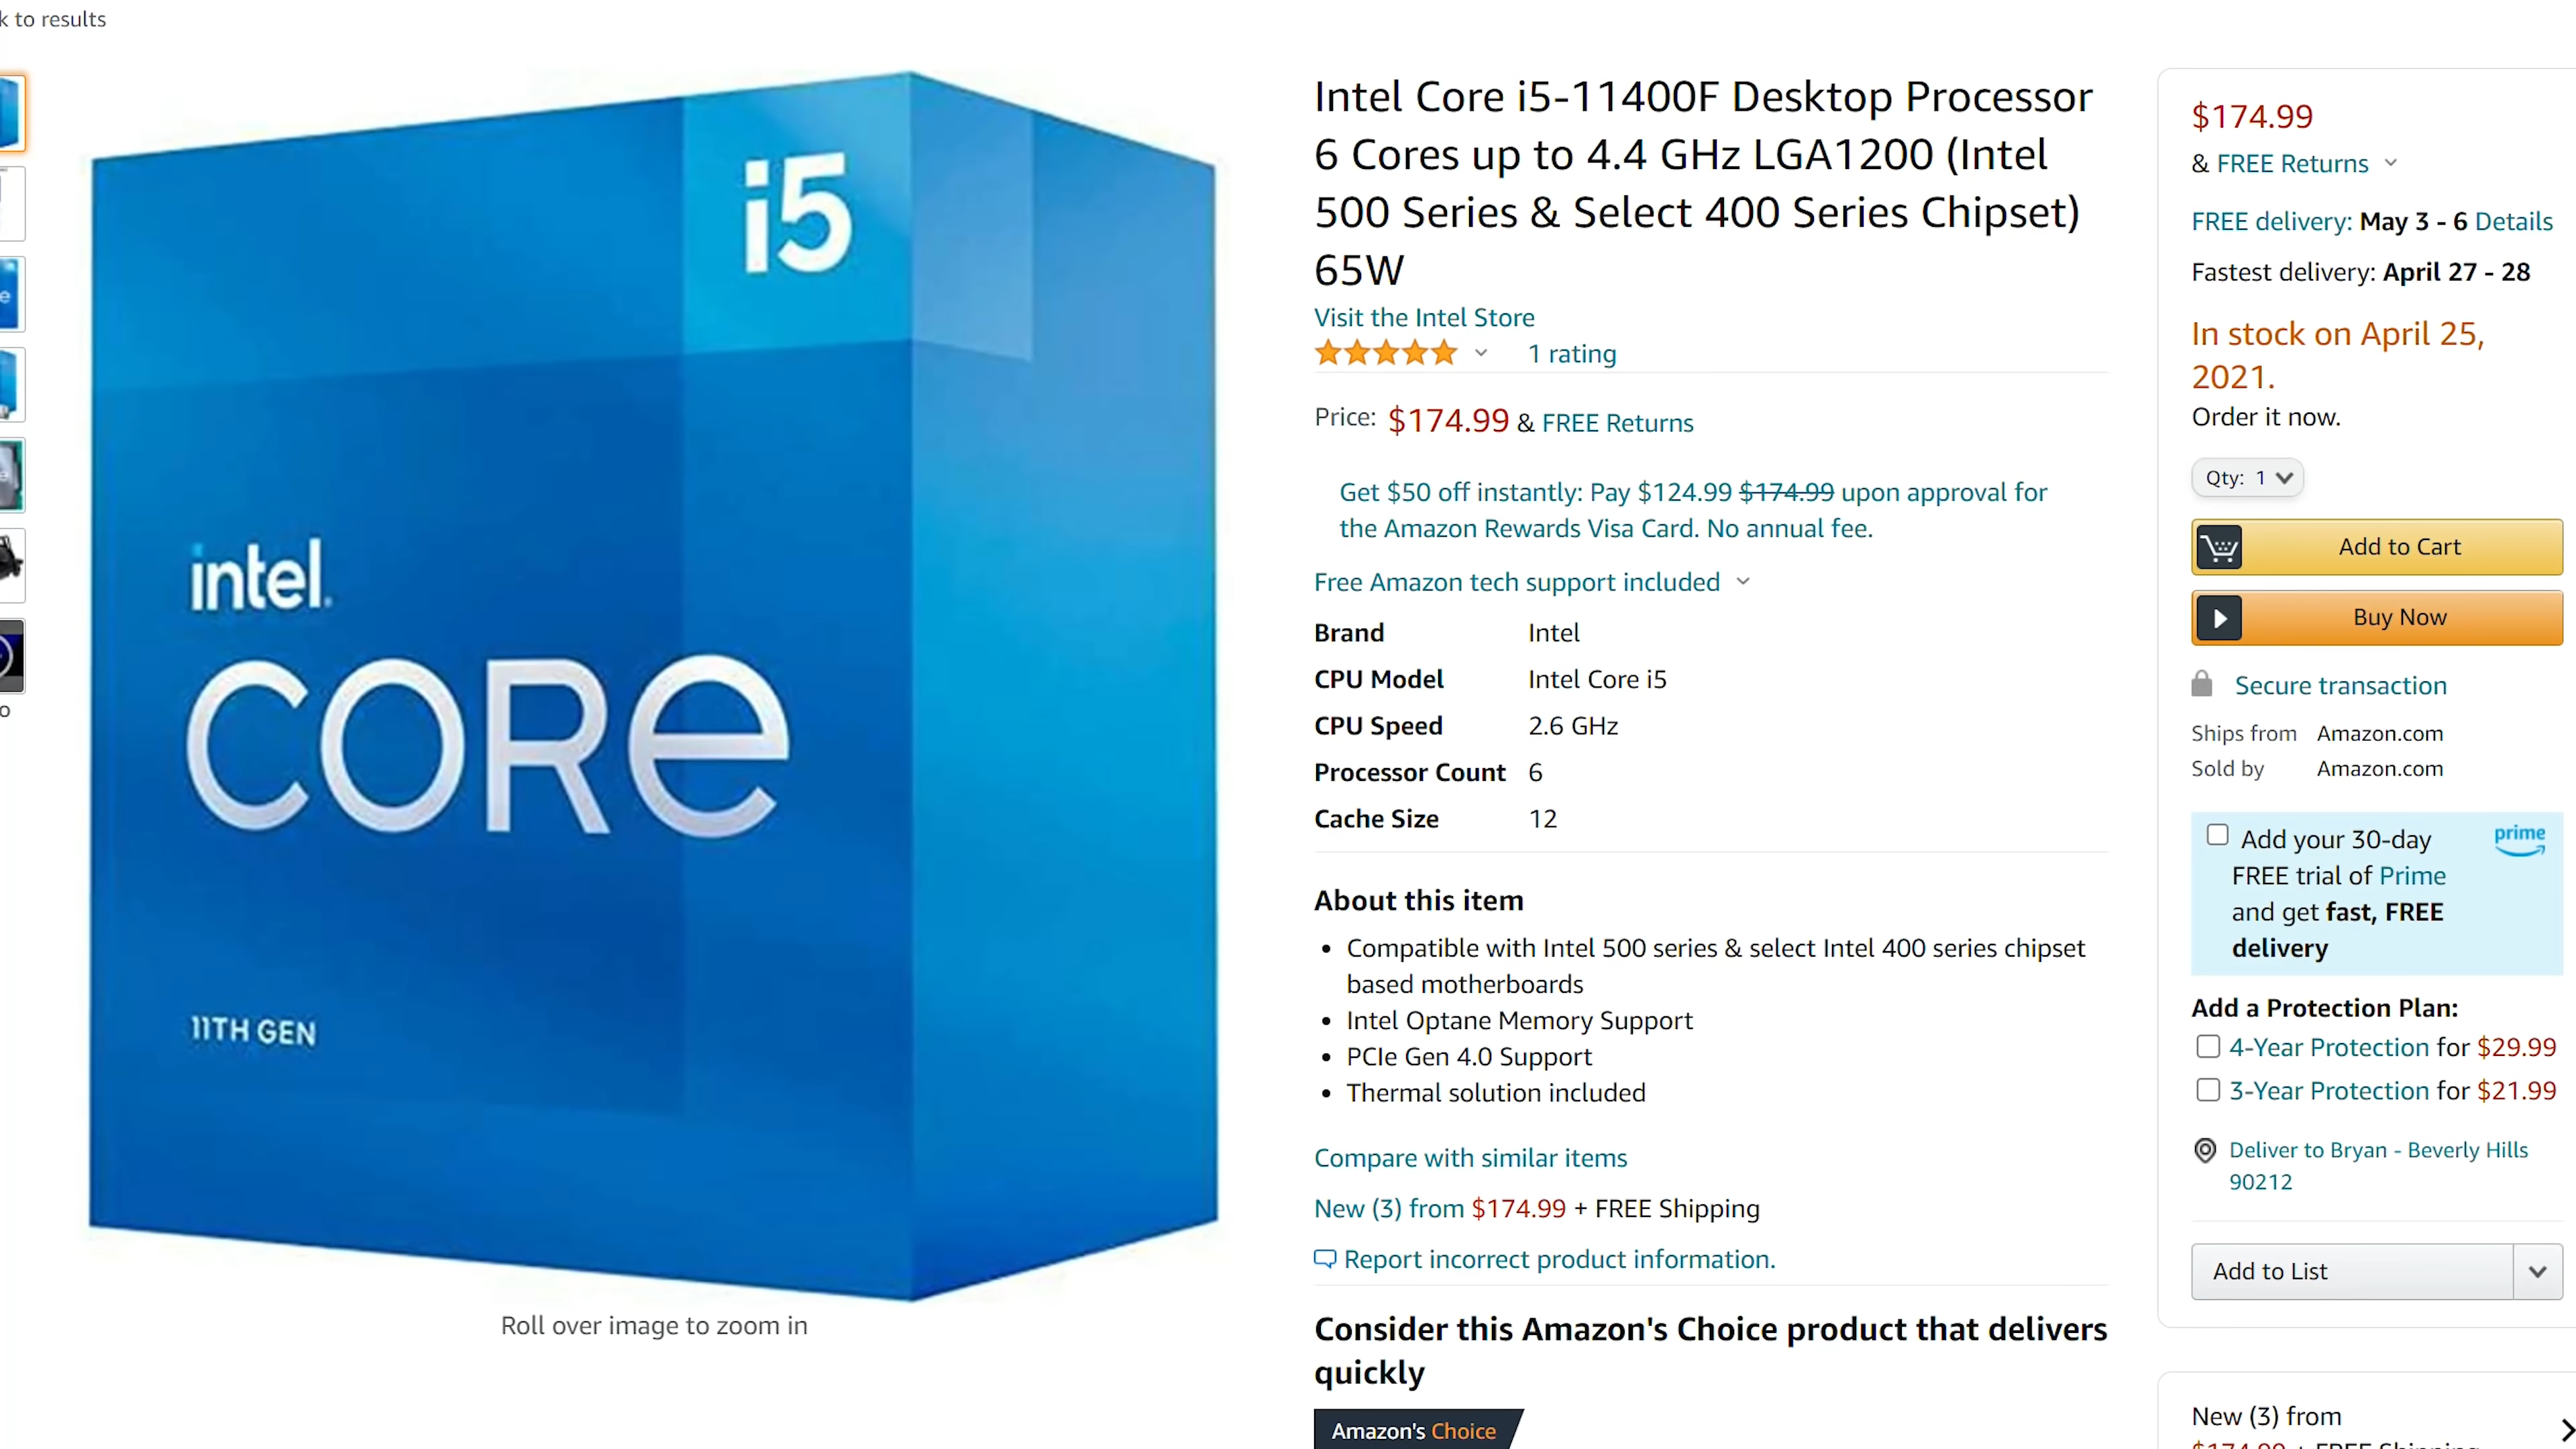 k to results
i5
intel.
CORE
11TH GEN
Roll over image to zoom in
Intel Core i5-11400F Desktop Processor
6 Cores up to 4.4 GHz LGA1200 (Intel
500 Series & Select 400 Series Chipset)
65W
Visit the Intel Store
1 rating
Price: $174.99 & FREE Returns
Get $50 off instantly: Pay $124.99 $174.99 upon approval for
the Amazon Rewards Visa Card. No annual fee.
Free Amazon tech support included
Brand Intel
CPU Model Intel Core i5
CPU Speed 2.6 GHz
Processor Count 6
Cache Size 12
About this item
• Compatible with Intel 500 series & select Intel 400 series chipset
based motherboards
• Intel Optane Memory Support
• PCIe Gen 4.0 Support
• Thermal solution included
Compare with similar items
New (3) from $174.99 + FREE Shipping
Report incorrect product information.
Consider this Amazon's Choice product that delivers
quickly
Amazon's Choice
$174.99
& FREE Returns
FREE delivery: May 3 - 6 Details
Fastest delivery: April 27 - 28
In stock on April 25,
2021.
Order it now.
Qty: 1
Add to Cart
Buy Now
Secure transaction
Ships from Amazon.com
Sold by Amazon.com
Add your 30-day
prime
FREE trial of Prime
and get fast, FREE
delivery
Add a Protection Plan:
4-Year Protection for $29.99
3-Year Protection for $21.99
Deliver to Bryan - Beverly Hills
90212
Add to List
New (3) from
$174.99 + FREE Shipping